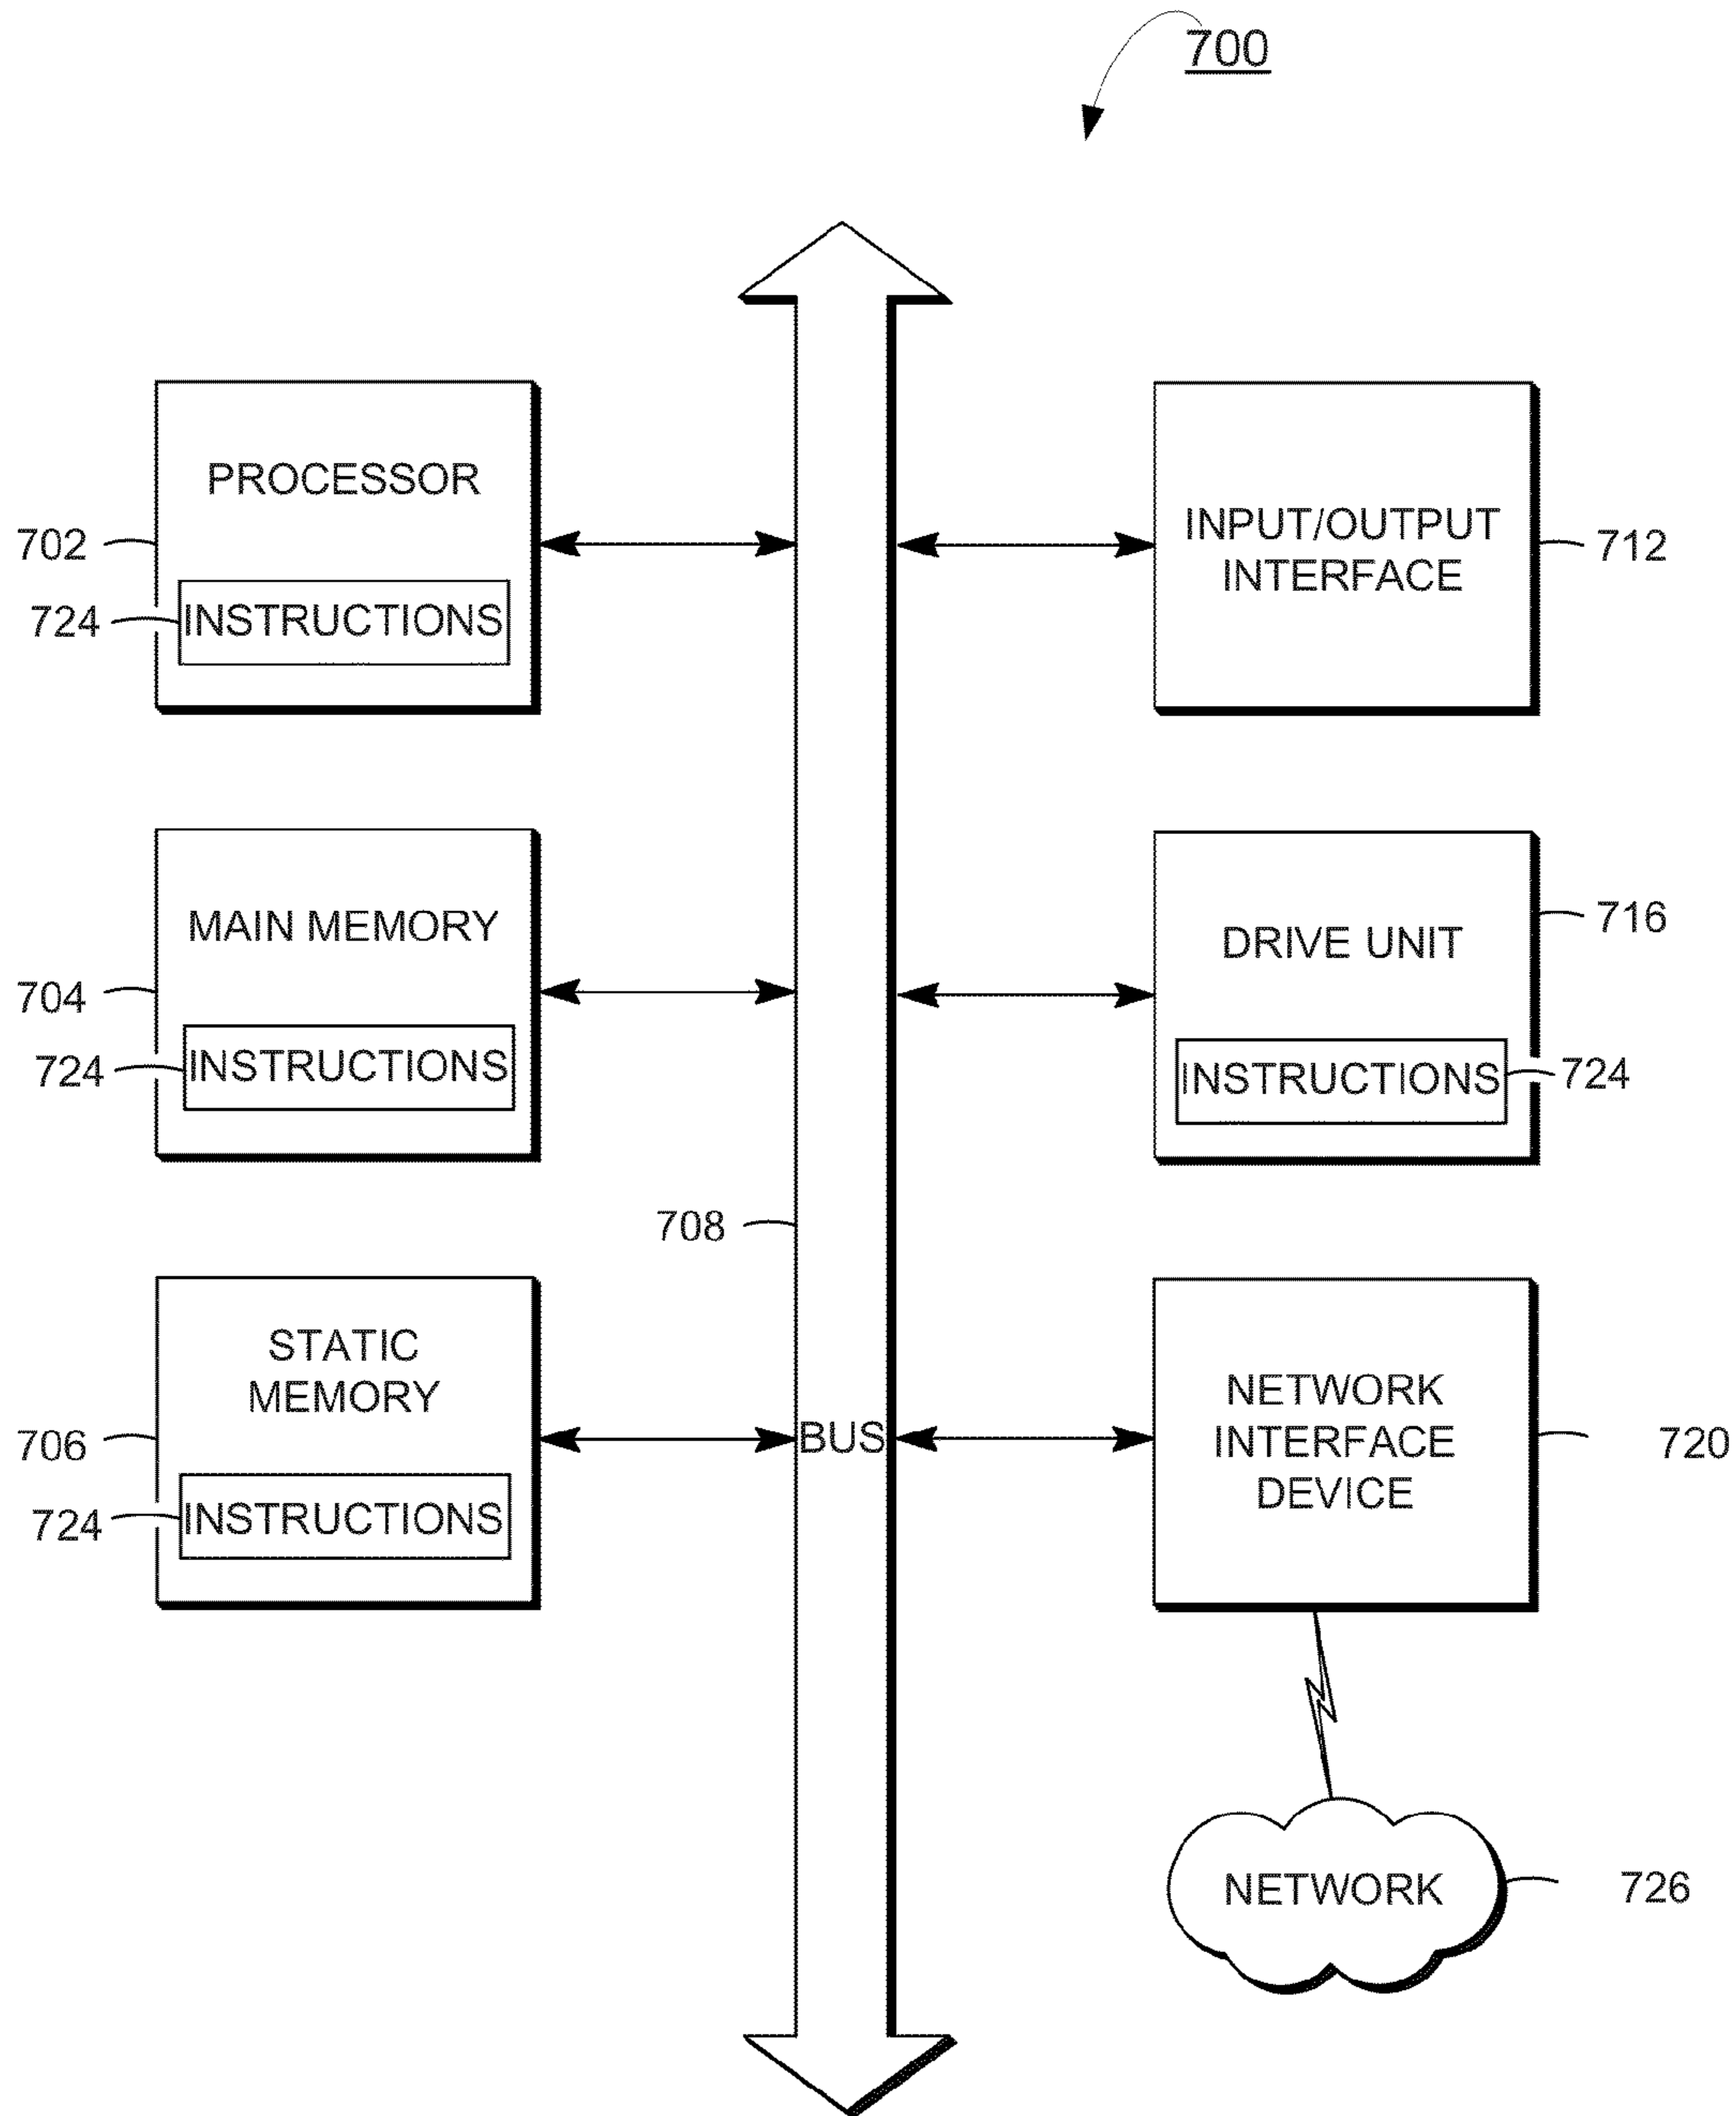 700
PROCESSOR
702
724
INSTRUCTIONS
INPUT/OUTPUT
INTERFACE
712
MAIN MEMORY
704
724
INSTRUCTIONS
DRIVE UNIT
716
INSTRUCTIONS
724
708
STATIC
MEMORY
706
724
INSTRUCTIONS
BUS
NETWORK
INTERFACE
DEVICE
720
NETWORK
726